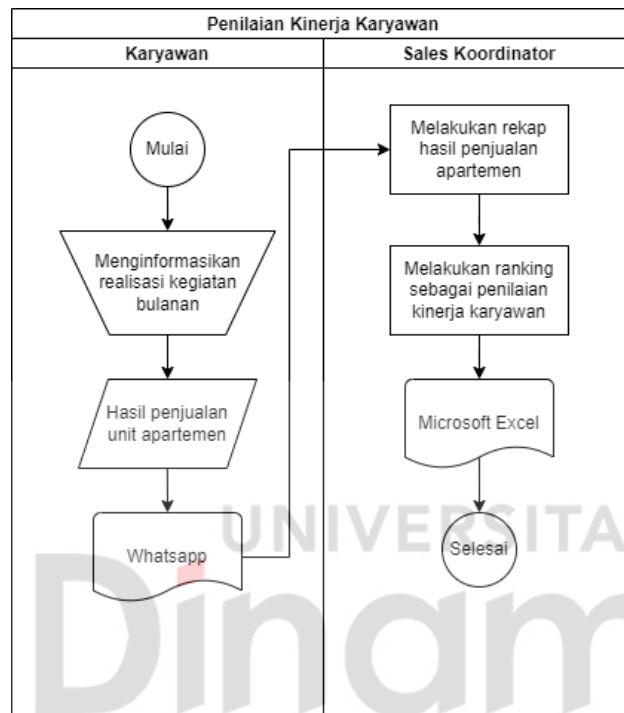 Penilaian Kinerja Karyawan
Karyawan
Sales Koordinator
Mulai
Menginformasikan
realisasi kegiatan
bulanan
Hasil penjualan
unit apartemen
Whatsapp
Melakukan rekap
hasil penjualan
apartemen
Melakukan ranking
sebagai penilaian
kinerja karyawan
Microsoft Excel
Selesai
UNIVERSITA
Dinam